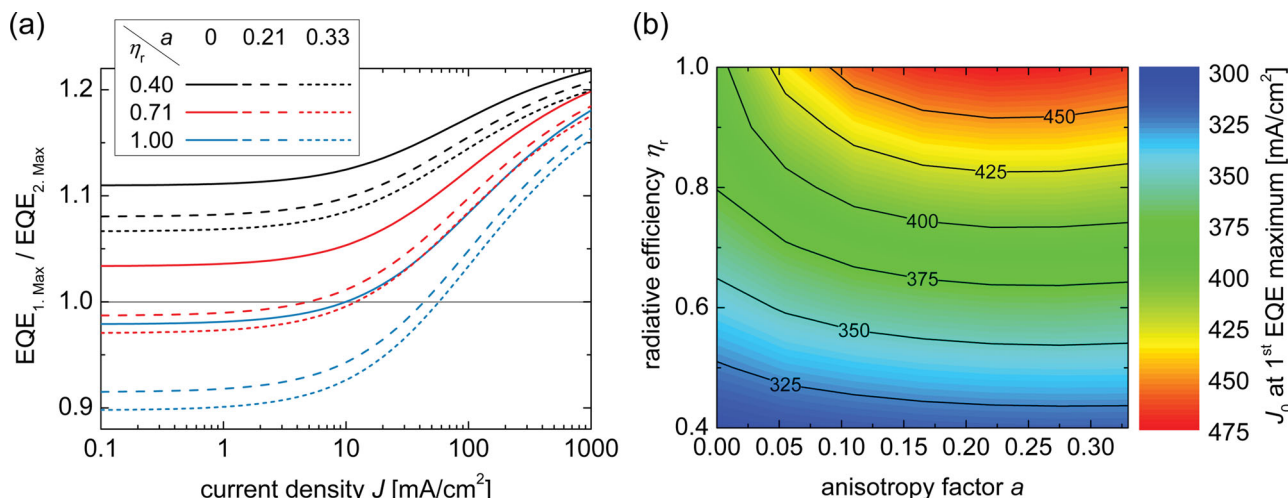 (a)
a 0 0.21 0.33
ηr
0.40
0.71
1.00
EQE1. Max / EQE2. Max
1.2
1.1
1.0
0.9
0.1 1 10 100 1000
current density J [mA/cm²]
(b)
radiative efficiency ηr
1.0
0.8
0.6
0.4
450
425
400
375
350
325
0.00 0.05 0.10 0.15 0.20 0.25 0.30
anisotropy factor a
300
325
350
375
400
425
450
475
J0 at 1st EQE maximum [mA/cm²]